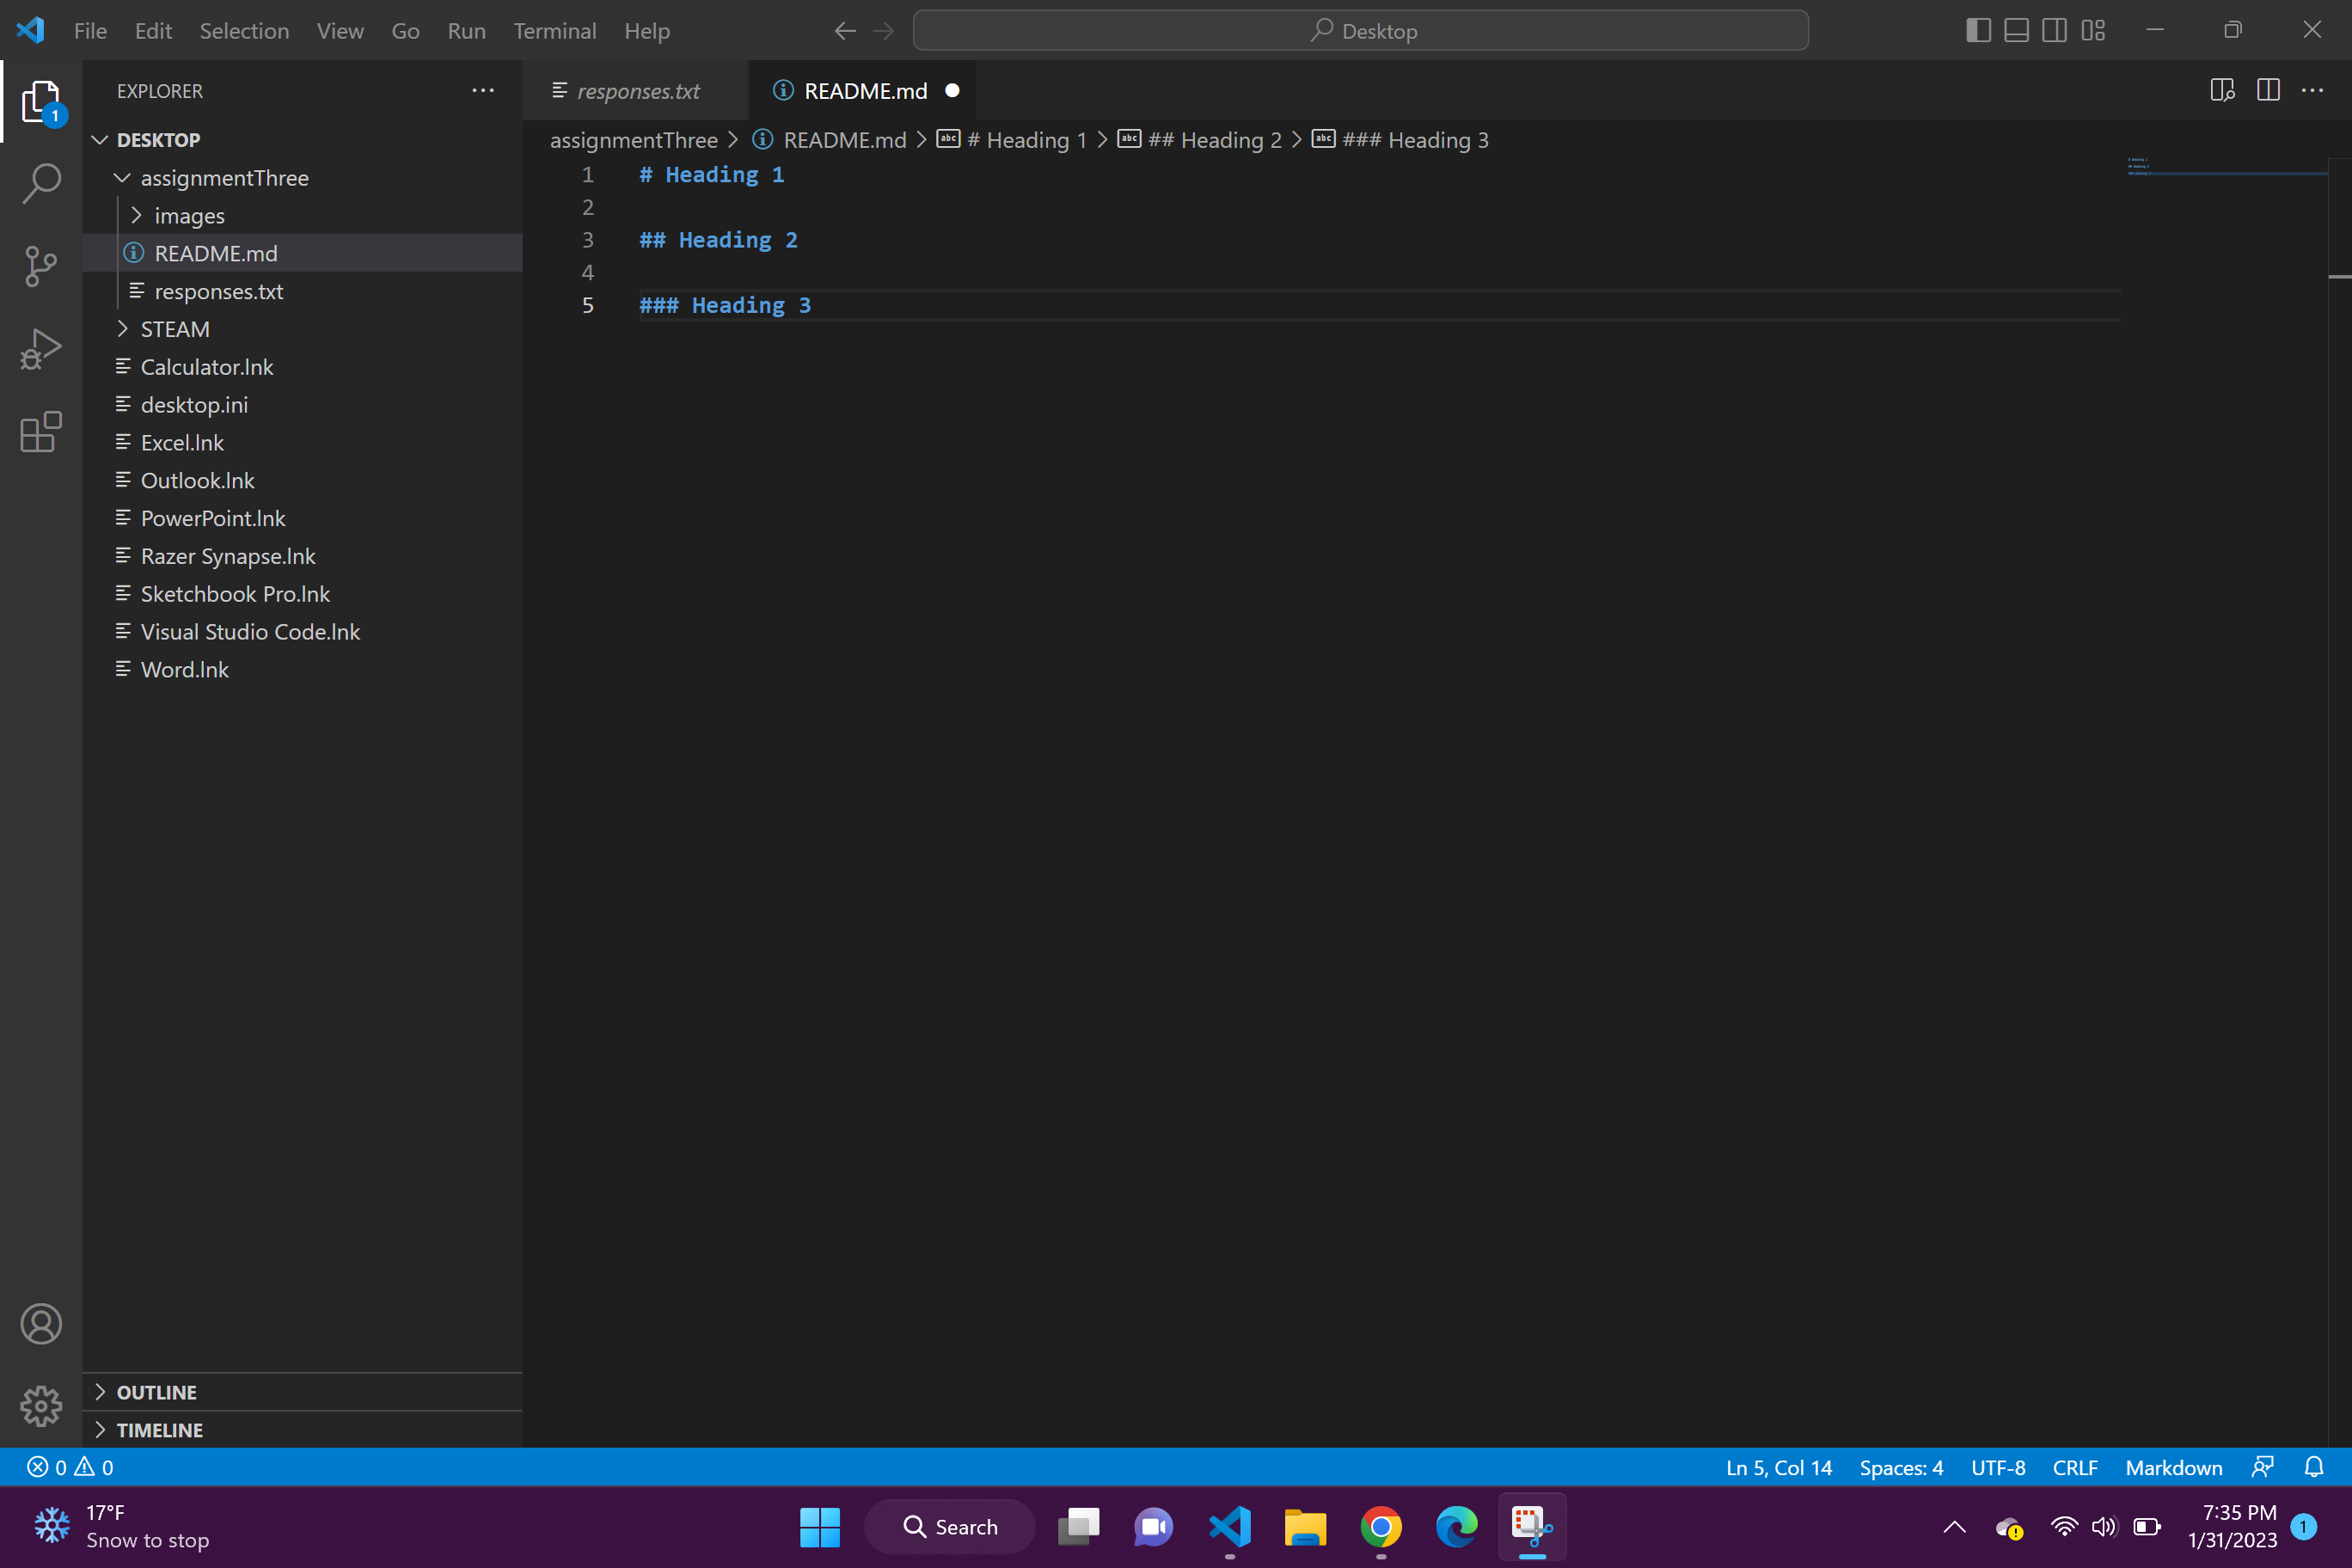 File Edit Selection View Go Run Terminal Help
Desktop
1
EXPLORER
DESKTOP
assignmentThree
images
README.md
responses.txt
STEAM
Calculator.lnk
desktop.ini
Excel.lnk
Outlook.lnk
PowerPoint.lnk
Razer Synapse.lnk
Sketchbook Pro.lnk
Visual Studio Code.lnk
Word.lnk
OUTLINE
TIMELINE
responses.txt README.md
assignmentThree > README.md > abc # Heading 1 > abc ## Heading 2 > abc ### Heading 3
1 # Heading 1
2
3 ## Heading 2
4
5 ### Heading 3
0 0 Ln 5, Col 14 Spaces: 4 UTF-8 CRLF Markdown
17°F
Snow to stop
Search
7:35 PM
1/31/2023
1